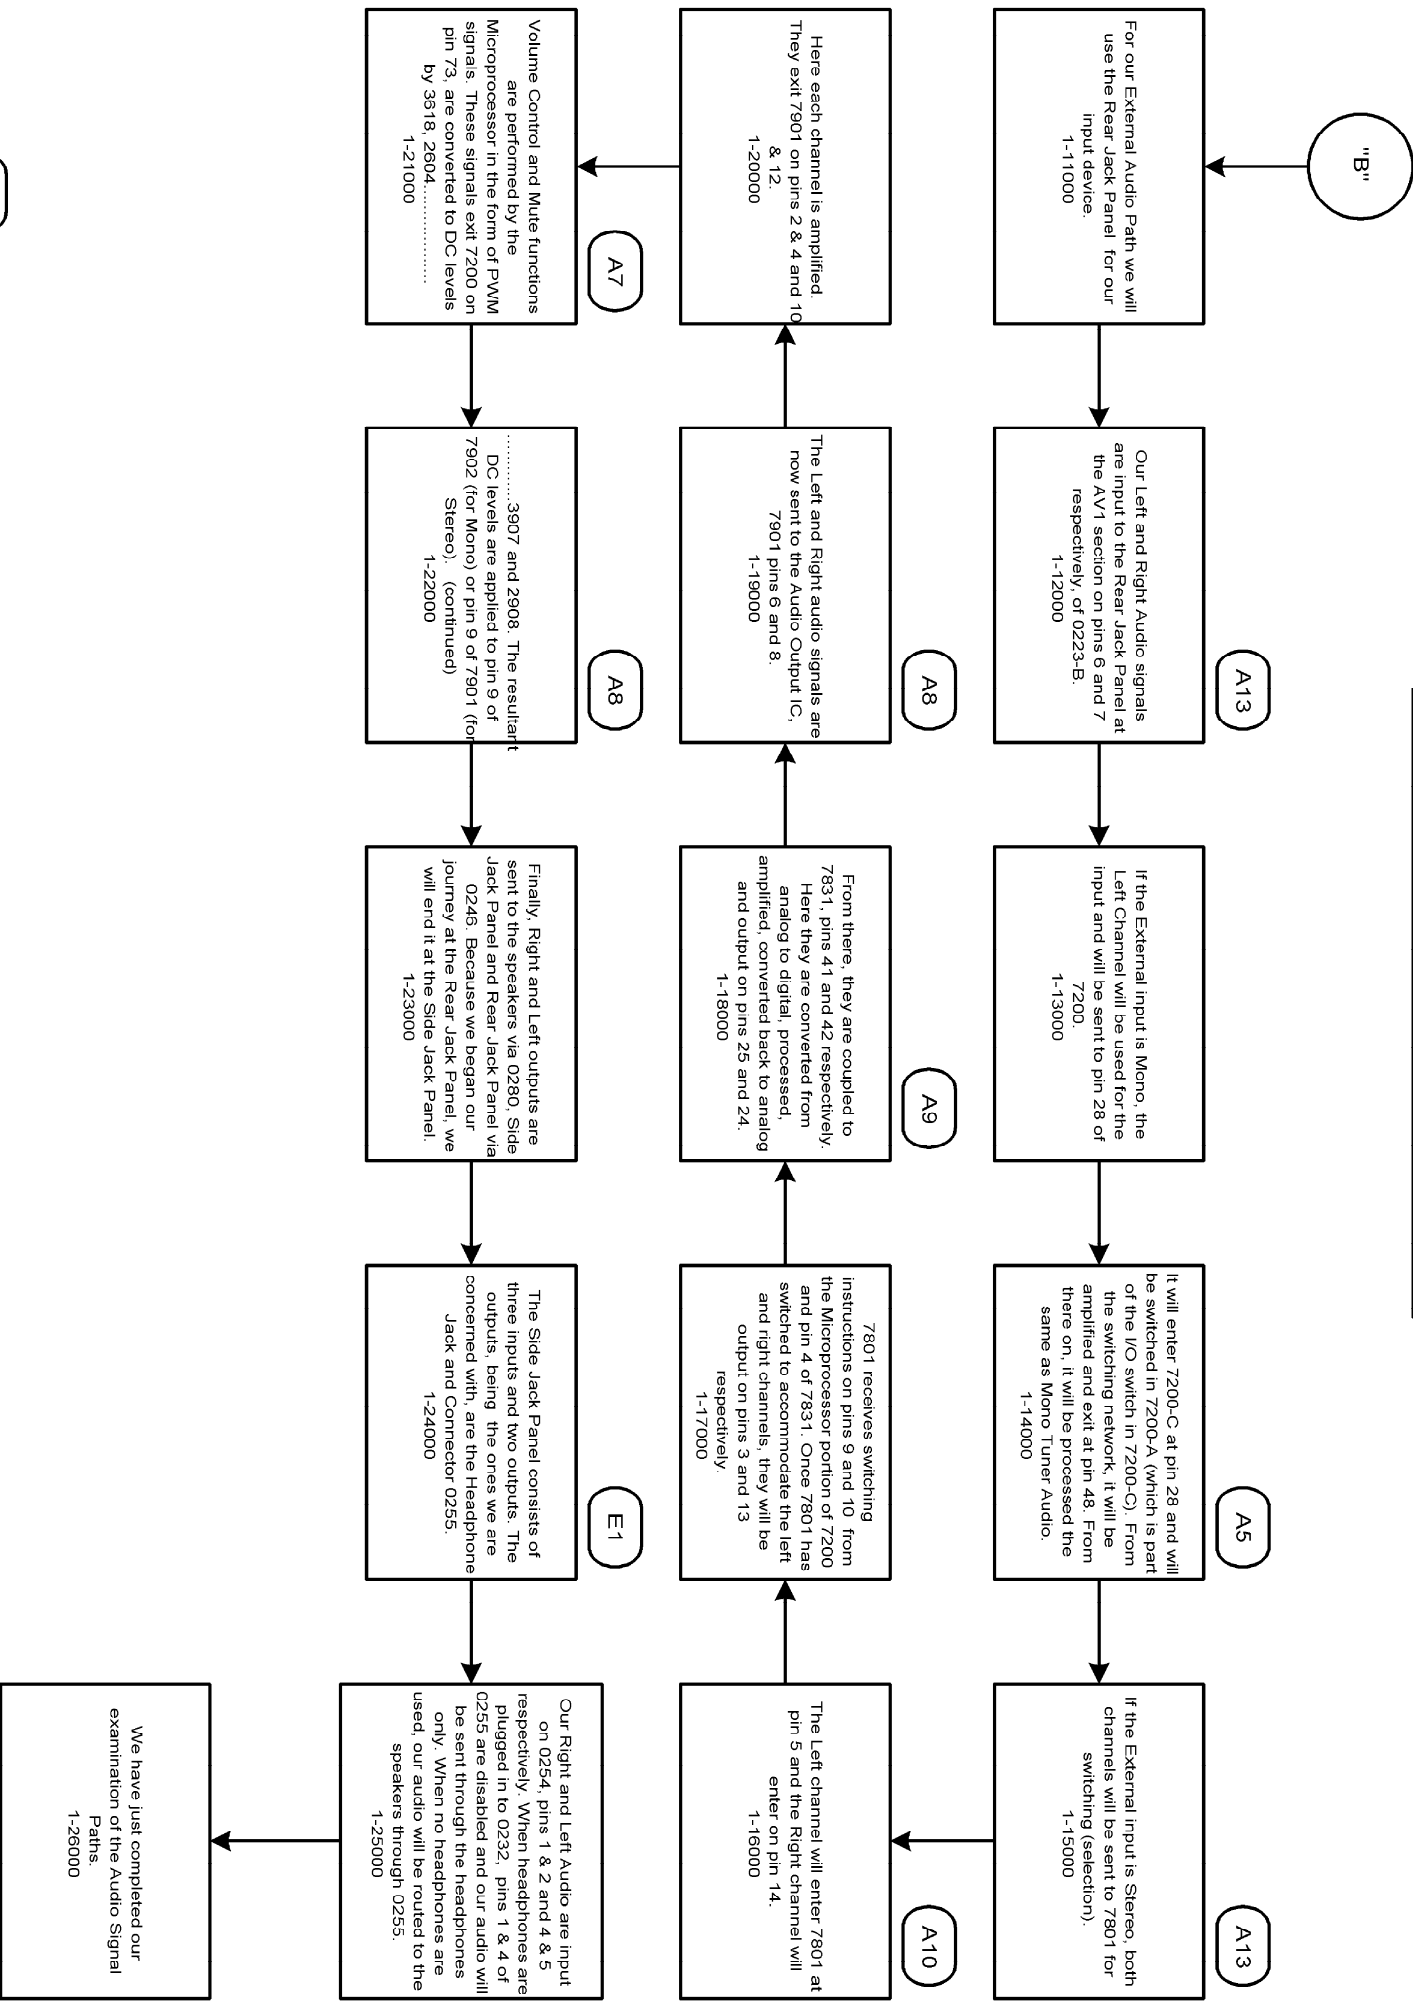 "B"
For our External Audio Path we will
use the Rear Jack Panel for our
input device.
1-11000
A13
Our Left and Right Audio signals
are input to the Rear Jack Panel at
the AV1 section on pins 6 and 7
respectively, of 0223-B.
1-12000
If the External input is Mono, the
Left Channel will be used for the
input and will be sent to pin 28 of
7200.
1-13000
A5
It will enter 7200-C at pin 28 and will
be switched in 7200-A (which is part
of the I/O switch in 7200-C). From
the switching network, it will be
amplified and exit at pin 48. From
there on, it will be processed the
same as Mono Tuner Audio.
1-14000
A13
If the External input is Stereo, both
channels will be sent to 7801 for
switching (selection).
1-15000
A10
The Left channel will enter 7801 at
pin 5 and the Right channel will
enter on pin 14.
1-16000
7801 receives switching
instructions on pins 9 and 10 from
the Microprocessor portion of 7200
and pin 4 of 7831. Once 7801 has
switched to accommodate the left
and right channels, they will be
output on pins 3 and 13
respectively.
1-17000
A9
From there, they are coupled to
7831, pins 41 and 42 respectively.
Here they are converted from
analog to digital, processed,
amplified, converted back to analog
and output on pins 25 and 24.
1-18000
A8
The Left and Right audio signals are
now sent to the Audio Output IC,
7901 pins 6 and 8.
1-19000
Here each channel is amplified.
They exit 7901 on pins 2 & 4 and 10
& 12.
1-20000
A7
Volume Control and Mute functions
are performed by the
Microprocessor in the form of PWM
signals. These signals exit 7200 on
pin 73, are converted to DC levels
by 3618, 2604................
1-21000
A8
............3907 and 2908. The resultant
DC levels are applied to pin 9 of
7902 (for Mono) or pin 9 of 7901 (for
Stereo). (continued)
1-22000
Finally, Right and Left outputs are
sent to the speakers via 0280, Side
Jack Panel and Rear Jack Panel via
0246. Because we began our
journey at the Rear Jack Panel, we
will end it at the Side Jack Panel.
1-23000
E1
The Side Jack Panel consists of
three inputs and two outputs. The
outputs, being the ones we are
concerned with, are the Headphone
Jack and Connector 0255.
1-24000
Our Right and Left Audio are input
on 0254, pins 1 & 2 and 4 & 5
respectively. When headphones are
plugged in to 0232, pins 1 & 4 of
0255 are disabled and our audio will
be sent through the headphones
only. When no headphones are
used, our audio will be routed to the
speakers through 0255.
1-25000
We have just completed our
examination of the Audio Signal
Paths.
1-26000